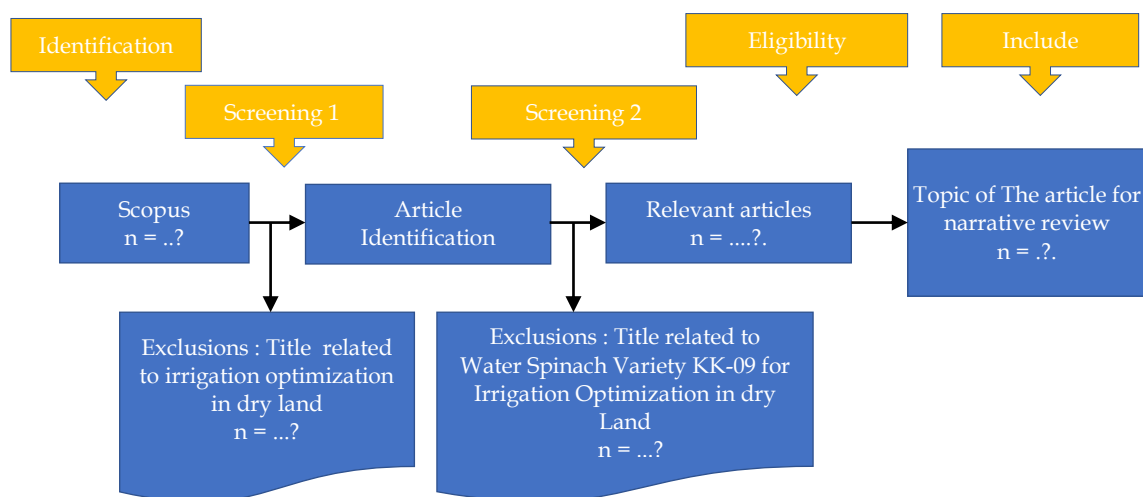 Identification
Screening 1
Screening 2
Eligibility
Include
Scopus
n = ..?
Article
Identification
Relevant articles
n = ....?.
Topic of The article for
narrative review
n = .?.
Exclusions : Title related
to irrigation optimization
in dry land
n = ...?
Exclusions : Title related to
Water Spinach Variety KK-09 for
Irrigation Optimization in dry
Land
n = ...?